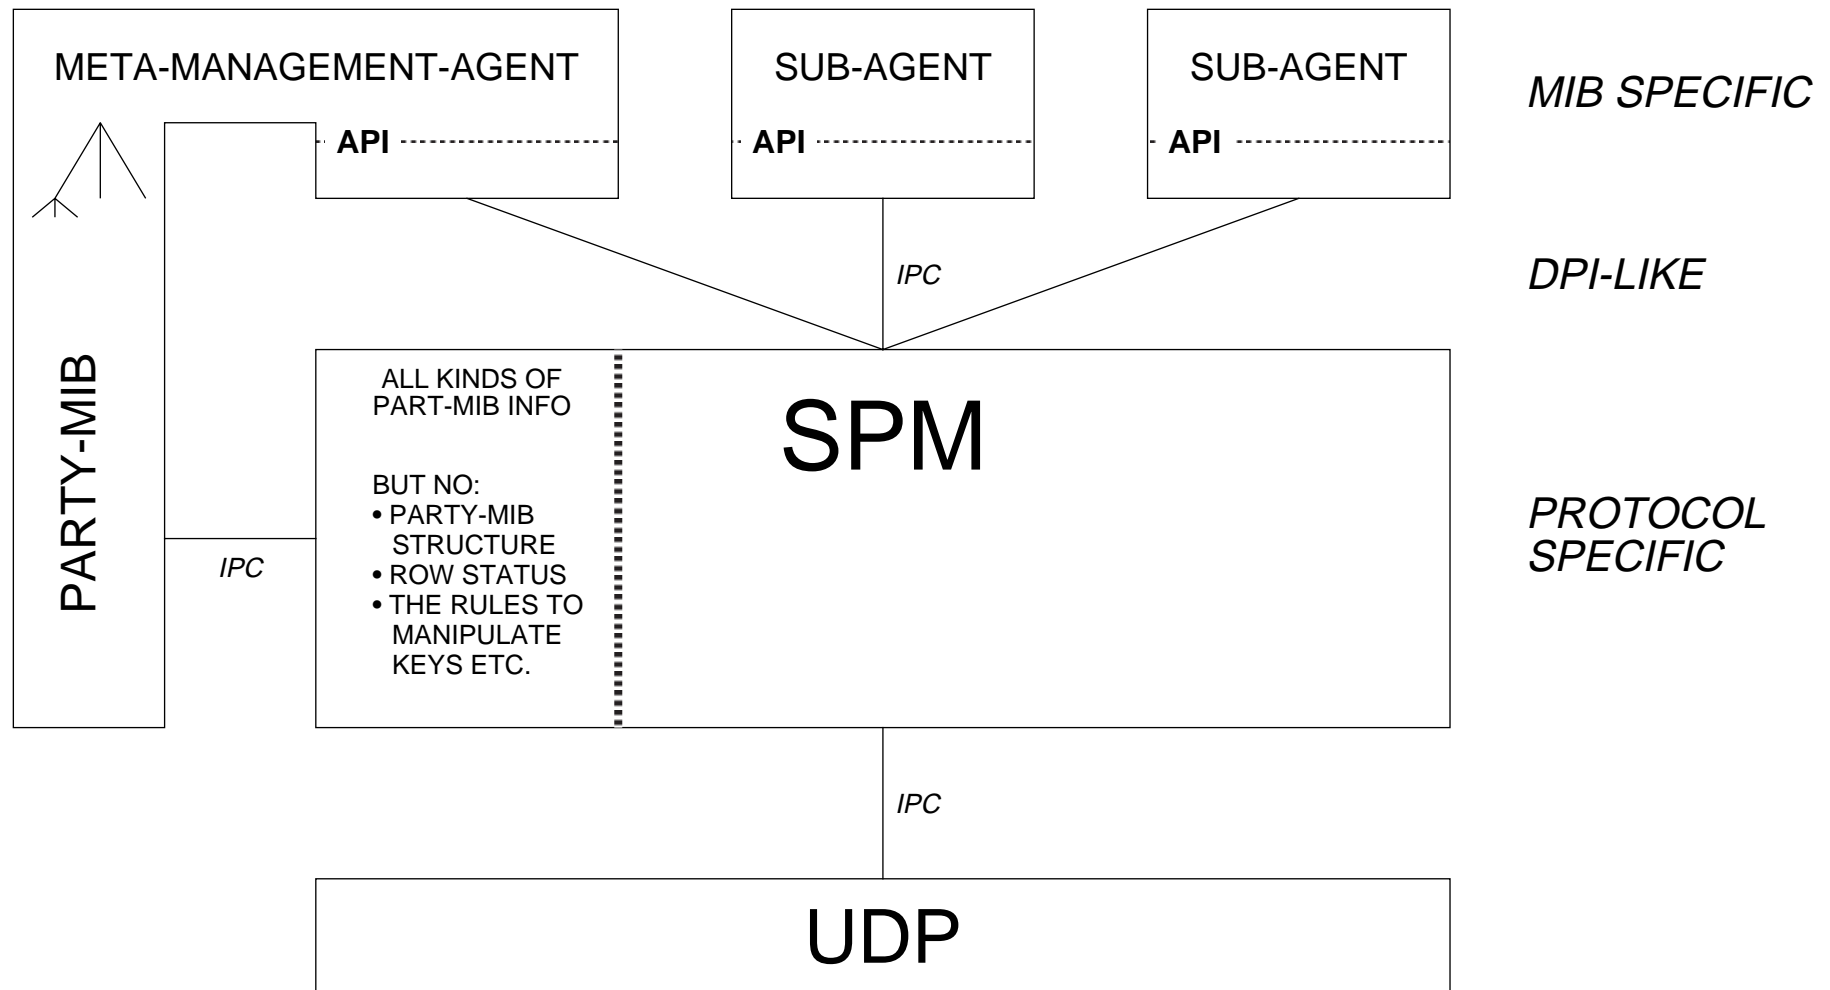 META-MANAGEMENT-AGENT
SUB-AGENT
SUB-AGENT
MIB SPECIFIC
API
API
API
IPC
DPI-LIKE
PARTY-MIB
ALL KINDS OF
PART-MIB INFO
SPM
BUT NO:
• PARTY-MIB
STRUCTURE
• ROW STATUS
• THE RULES TO
MANIPULATE
KEYS ETC.
PROTOCOL
SPECIFIC
IPC
IPC
UDP